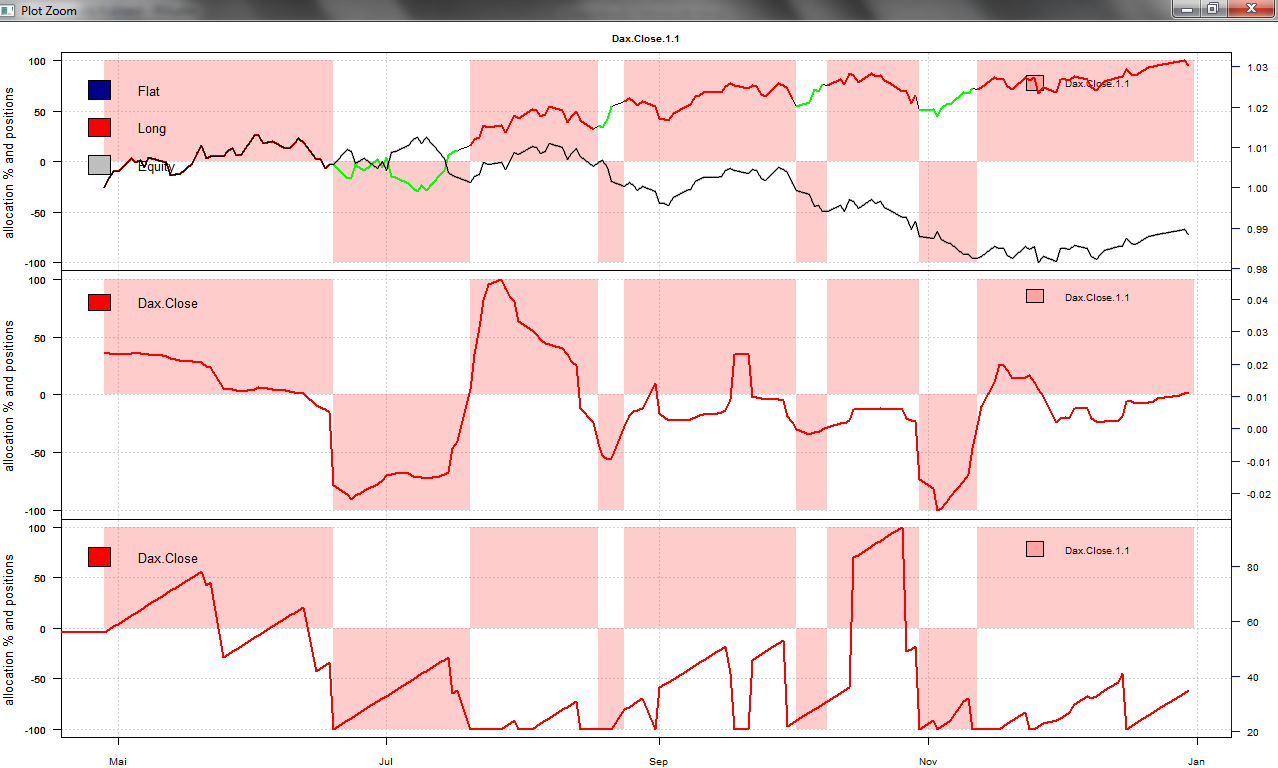 Plot Zoom
Dax.Close.1.1
allocation % and positions
100
50
0
-50
-100
Flat
Long
Equity
Dax.Close.1.1
1.03
1.02
1.01
1.00
0.99
0.98
allocation % and positions
100
50
0
-50
-100
Dax.Close
Dax.Close.1.1
0.04
0.03
0.02
0.01
0.00
-0.01
-0.02
allocation % and positions
100
50
0
-50
-100
Dax.Close
Dax.Close.1.1
80
60
40
20
Mai
Jul
Sep
Nov
Jan